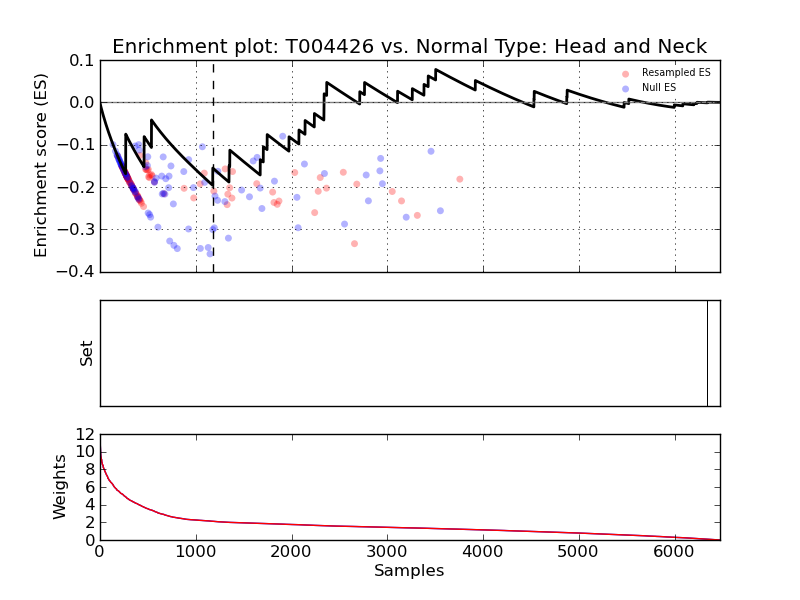 Enrichment plot: T004426 vs. Normal Type: Head and Neck
Enrichment score (ES)
0.1
0.0
−0.1
−0.2
−0.3
−0.4
Resampled ES
Null ES
Set
Weights
12
10
8
6
4
2
0
0 1000 2000 3000 4000 5000 6000
Samples